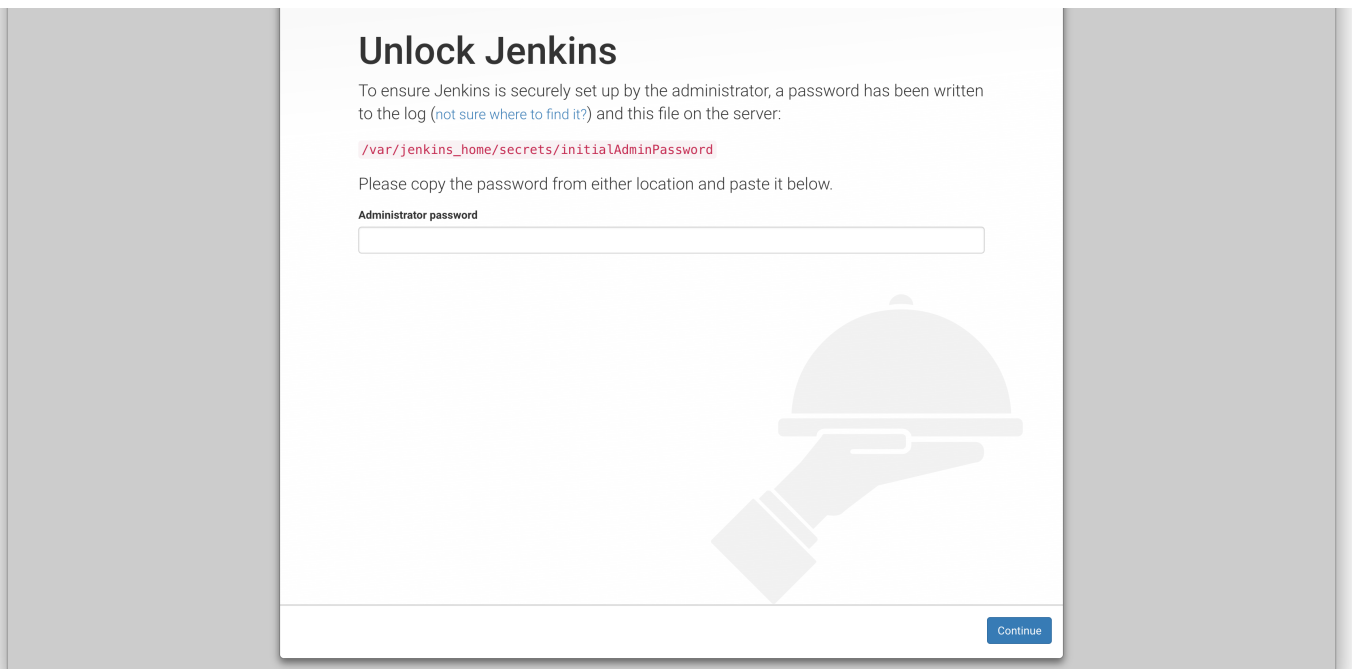 Unlock Jenkins
To ensure Jenkins is securely set up by the administrator, a password has been written
to the log (not sure where to find it?) and this file on the server:
/var/jenkins_home/secrets/initialAdminPassword
Please copy the password from either location and paste it below.
Administrator password
Continue